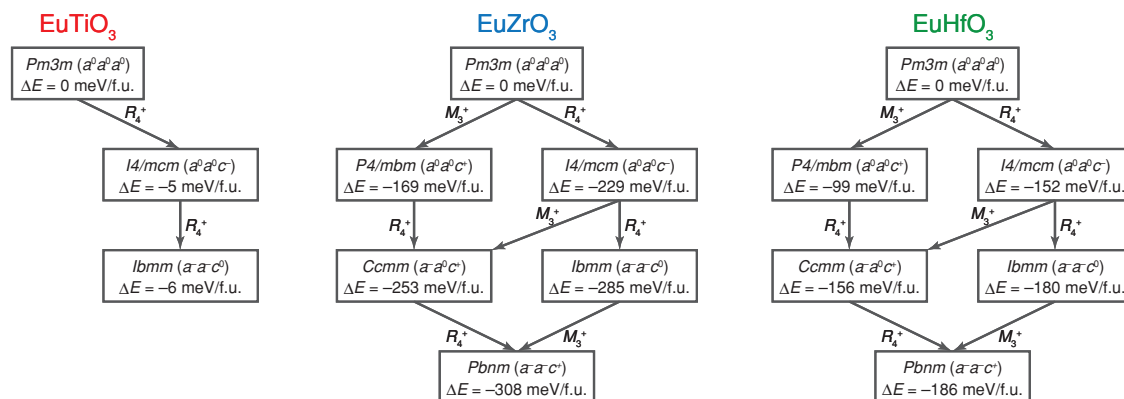 EuTiO₃
Pm3m (a⁰a⁰a⁰)
ΔE = 0 meV/f.u.
R₄⁺
I4/mcm (a⁰a⁰c⁻)
ΔE = –5 meV/f.u.
R₄⁺
Ibmm (a⁻a⁻c⁰)
ΔE = –6 meV/f.u.
EuZrO₃
Pm3m (a⁰a⁰a⁰)
ΔE = 0 meV/f.u.
M₃⁺ R₄⁺
P4/mbm (a⁰a⁰c⁺)
ΔE = –169 meV/f.u.
I4/mcm (a⁰a⁰c⁻)
ΔE = –229 meV/f.u.
R₄⁺ M₃⁺ R₄⁺
Ccmm (a⁻a⁰c⁺)
ΔE = –253 meV/f.u.
Ibmm (a⁻a⁻c⁰)
ΔE = –285 meV/f.u.
R₄⁺ M₃⁺
Pbnm (a⁻a⁻c⁺)
ΔE = –308 meV/f.u.
EuHfO₃
Pm3m (a⁰a⁰a⁰)
ΔE = 0 meV/f.u.
M₃⁺ R₄⁺
P4/mbm (a⁰a⁰c⁺)
ΔE = –99 meV/f.u.
I4/mcm (a⁰a⁰c⁻)
ΔE = –152 meV/f.u.
R₄⁺ M₃⁺ R₄⁺
Ccmm (a⁻a⁰c⁺)
ΔE = –156 meV/f.u.
Ibmm (a⁻a⁻c⁰)
ΔE = –180 meV/f.u.
R₄⁺ M₃⁺
Pbnm (a⁻a⁻c⁺)
ΔE = –186 meV/f.u.